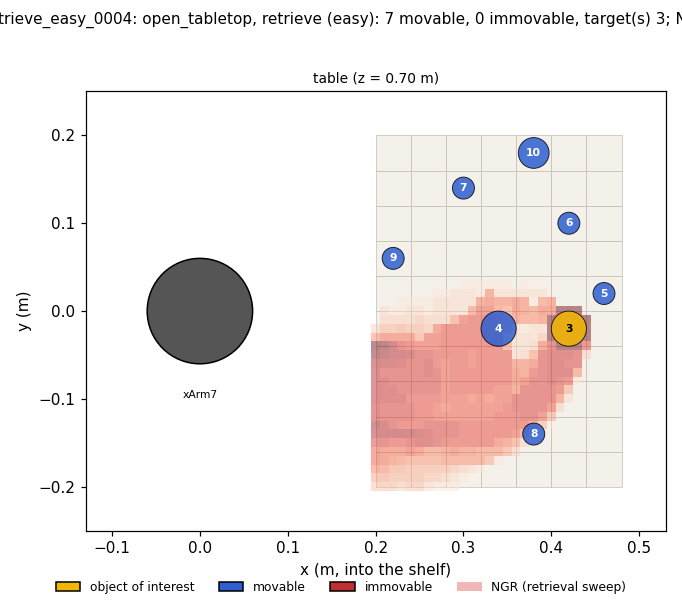 trieve_easy_0004: open_tabletop, retrieve (easy): 7 movable, 0 immovable, target(s) 3; N
table (z = 0.70 m)
0.2
0.1
0.0
−0.1
−0.2
y (m)
10
7
6
9
5
4
3
8
xArm7
−0.1
0.0
0.1
0.2
0.3
0.4
0.5
x (m, into the shelf)
object of interest
movable
immovable
NGR (retrieval sweep)